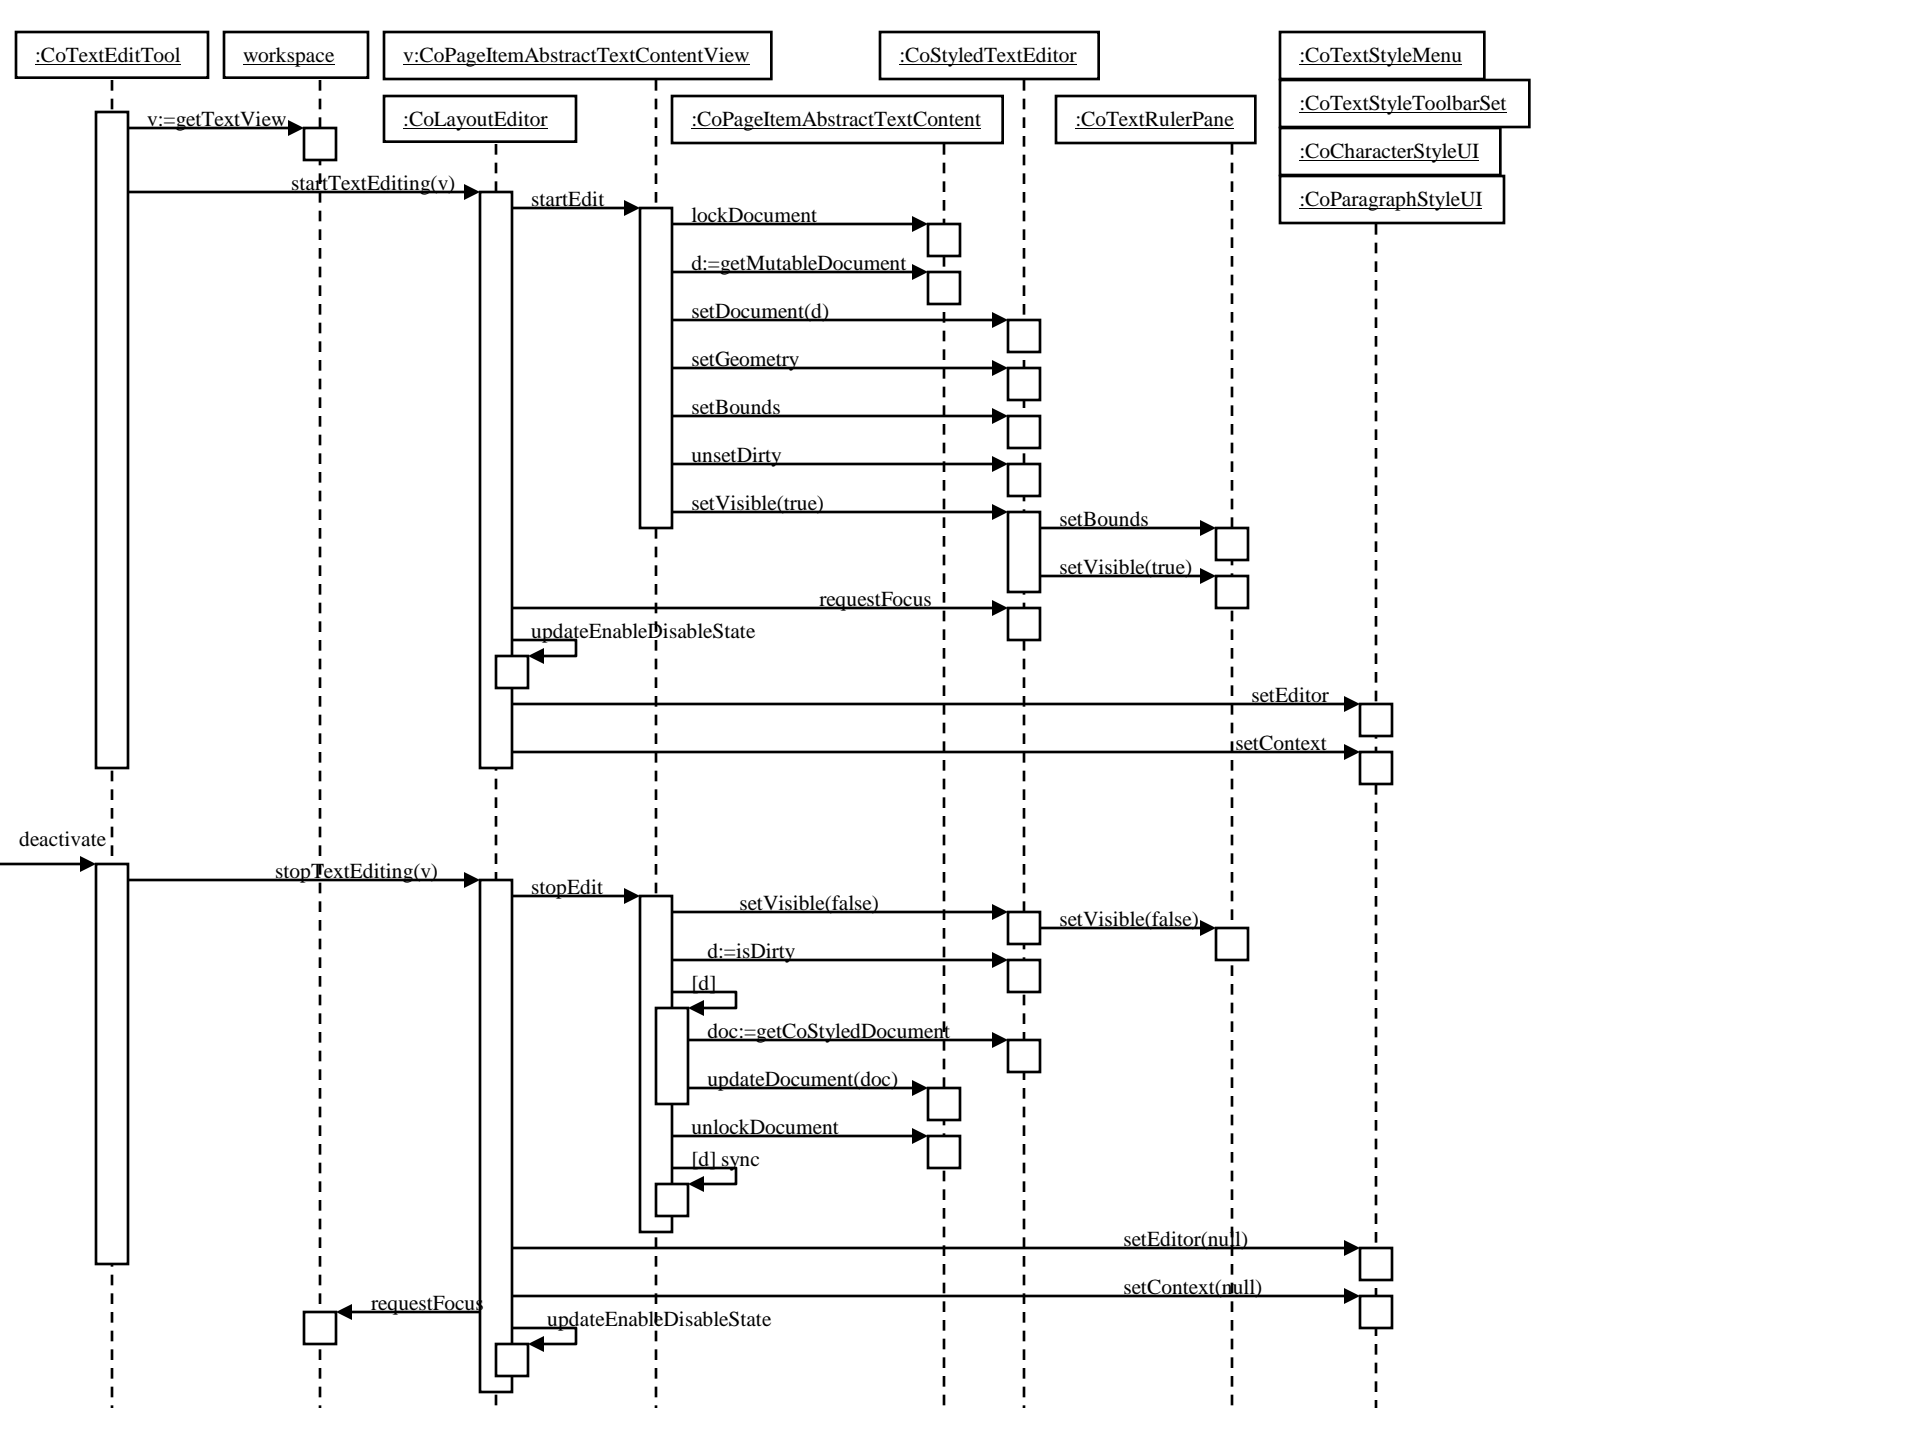 :CoTextEditTool
workspace
v:CoPageItemAbstractTextContentView
:CoStyledTextEditor
:CoTextStyleMenu
:CoTextStyleToolbarSet
:CoLayoutEditor
:CoPageItemAbstractTextContent
:CoTextRulerPane
:CoCharacterStyleUI
:CoParagraphStyleUI
v:=getTextView
startTextEditing(v)
startEdit
lockDocument
d:=getMutableDocument
setDocument(d)
setGeometry
setBounds
unsetDirty
setVisible(true)
setBounds
setVisible(true)
requestFocus
updateEnableDisableState
setEditor
setContext
deactivate
stopTextEditing(v)
stopEdit
setVisible(false)
setVisible(false)
d:=isDirty
[d]
doc:=getCoStyledDocument
updateDocument(doc)
unlockDocument
[d] sync
setEditor(null)
setContext(null)
requestFocus
updateEnableDisableState